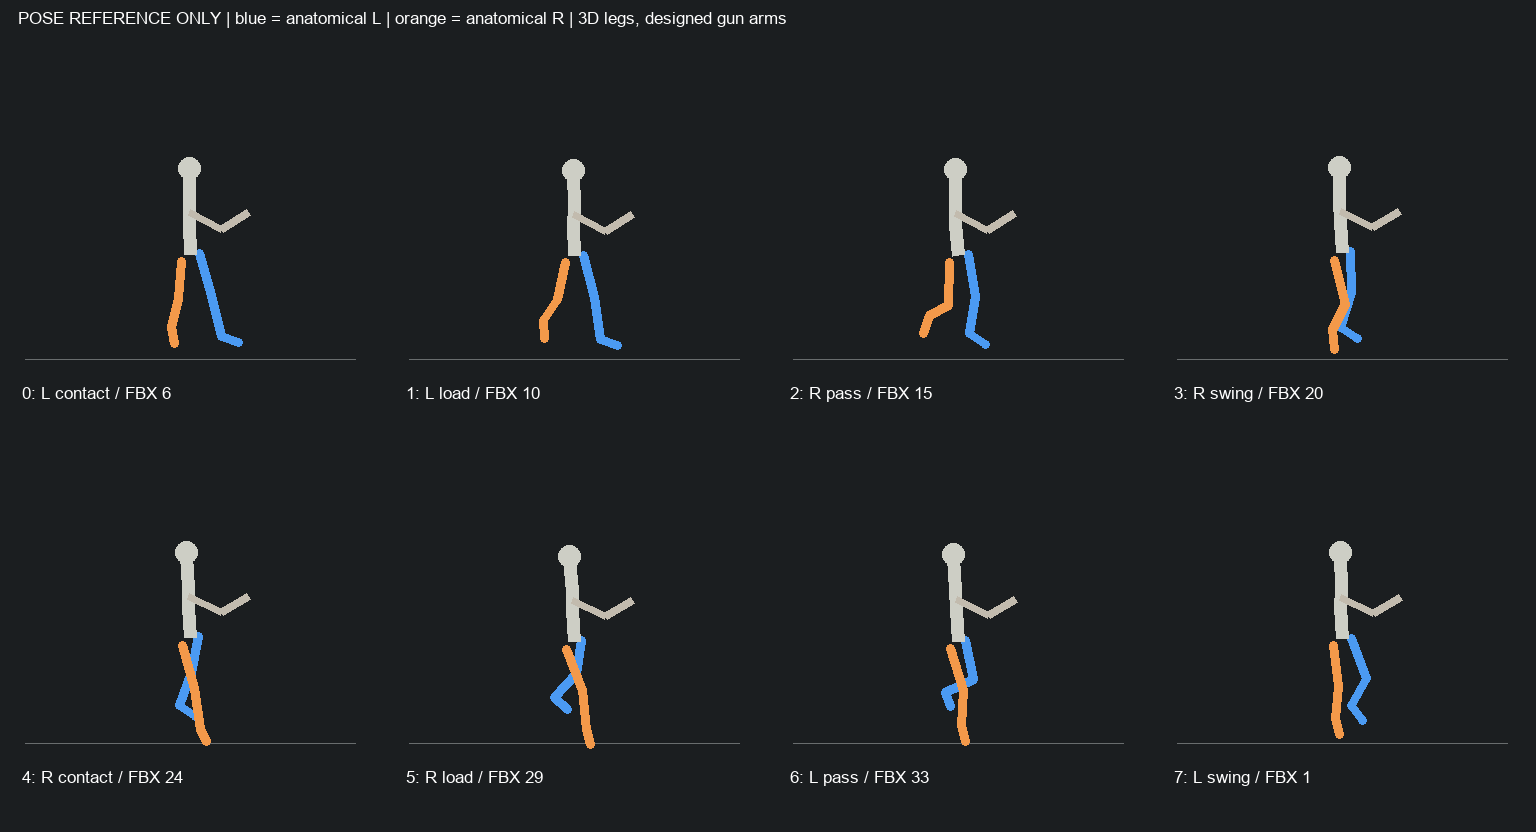 POSE REFERENCE ONLY | blue = anatomical L | orange = anatomical R | 3D legs, designed gun arms
0: L contact / FBX 6
1: L load / FBX 10
2: R pass / FBX 15
3: R swing / FBX 20
4: R contact / FBX 24
5: R load / FBX 29
6: L pass / FBX 33
7: L swing / FBX 1